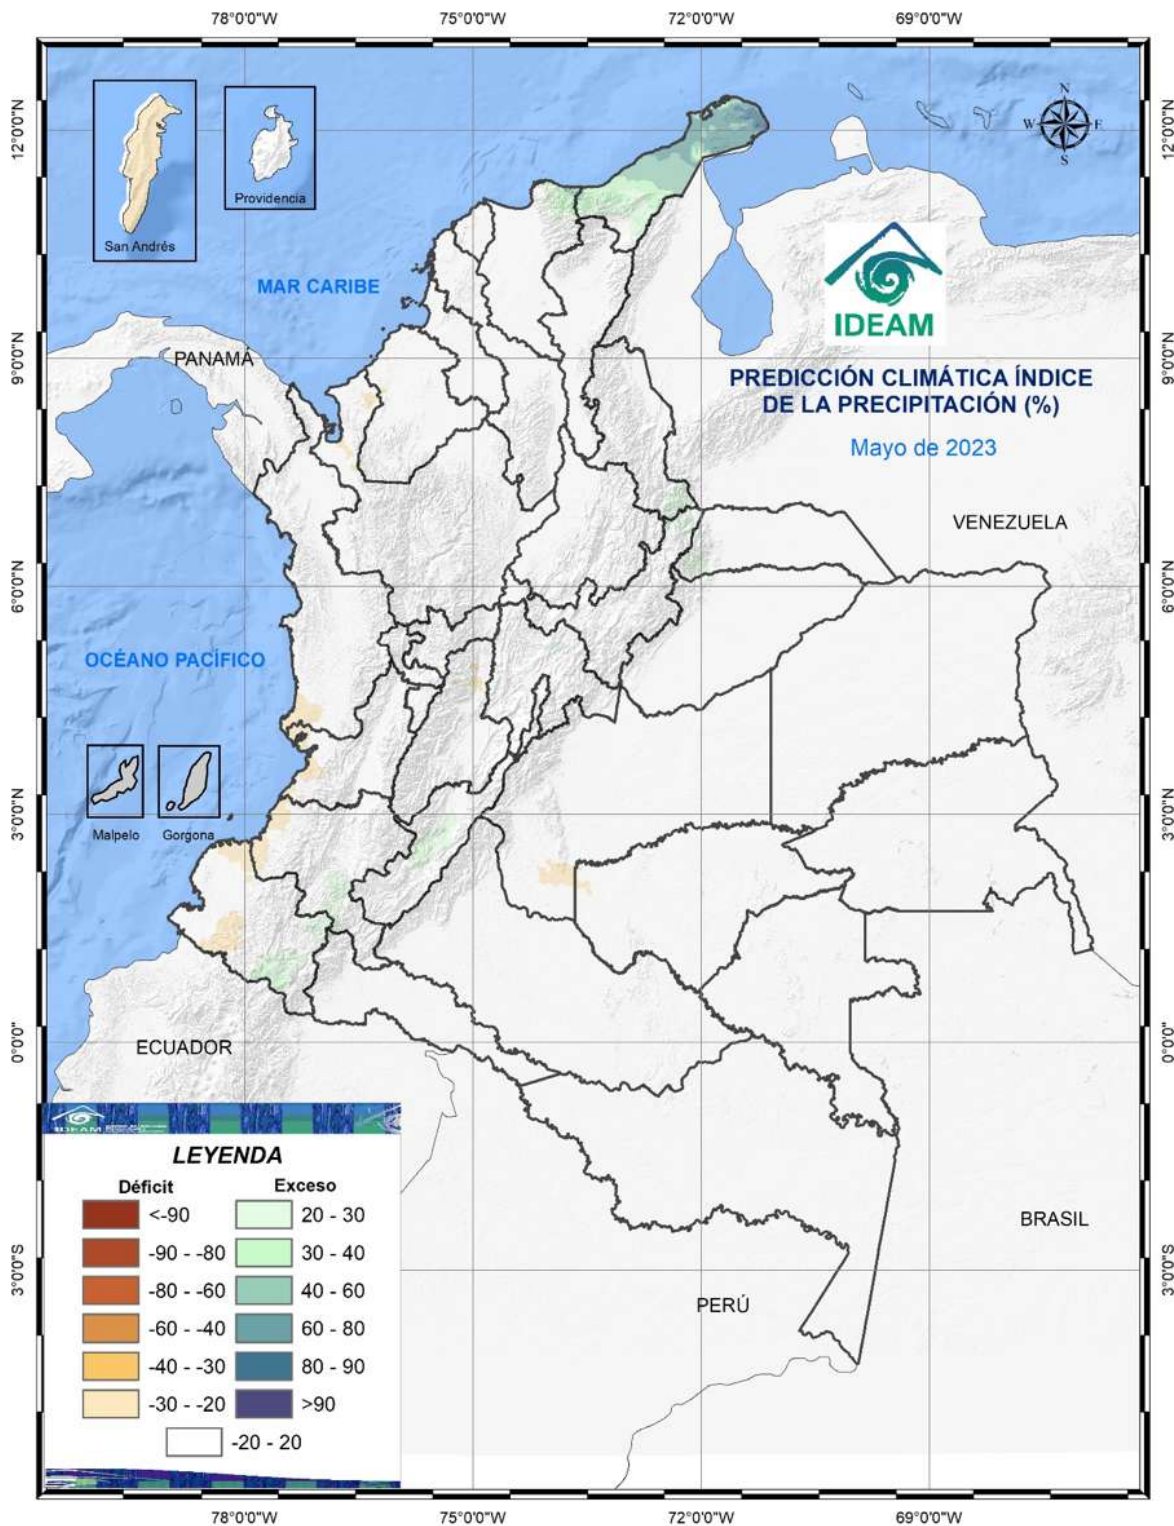 78°0'0"W
75°0'0"W
72°0'0"W
69°0'0"W
12°0'0"N
12°0'0"N
N
W
E
S
San Andrés
Providencia
MAR CARIBE
IDEAM
PANAMÁ
9°0'0"N
9°0'0"N
PREDICCIÓN CLIMÁTICA ÍNDICE
DE LA PRECIPITACIÓN (%)
Mayo de 2023
VENEZUELA
6°0'0"N
6°0'0"N
OCÉANO PACÍFICO
3°0'0"N
3°0'0"N
Malpelo
Gorgona
ECUADOR
0°0'0"
0°0'0"
IDEAM
LEYENDA
Déficit
Exceso
<-90
20 - 30
-90 - -80
30 - 40
-80 - -60
40 - 60
-60 - -40
60 - 80
-40 - -30
80 - 90
-30 - -20
>90
-20 - 20
BRASIL
3°0'0"S
PERÚ
78°0'0"W
75°0'0"W
72°0'0"W
69°0'0"W